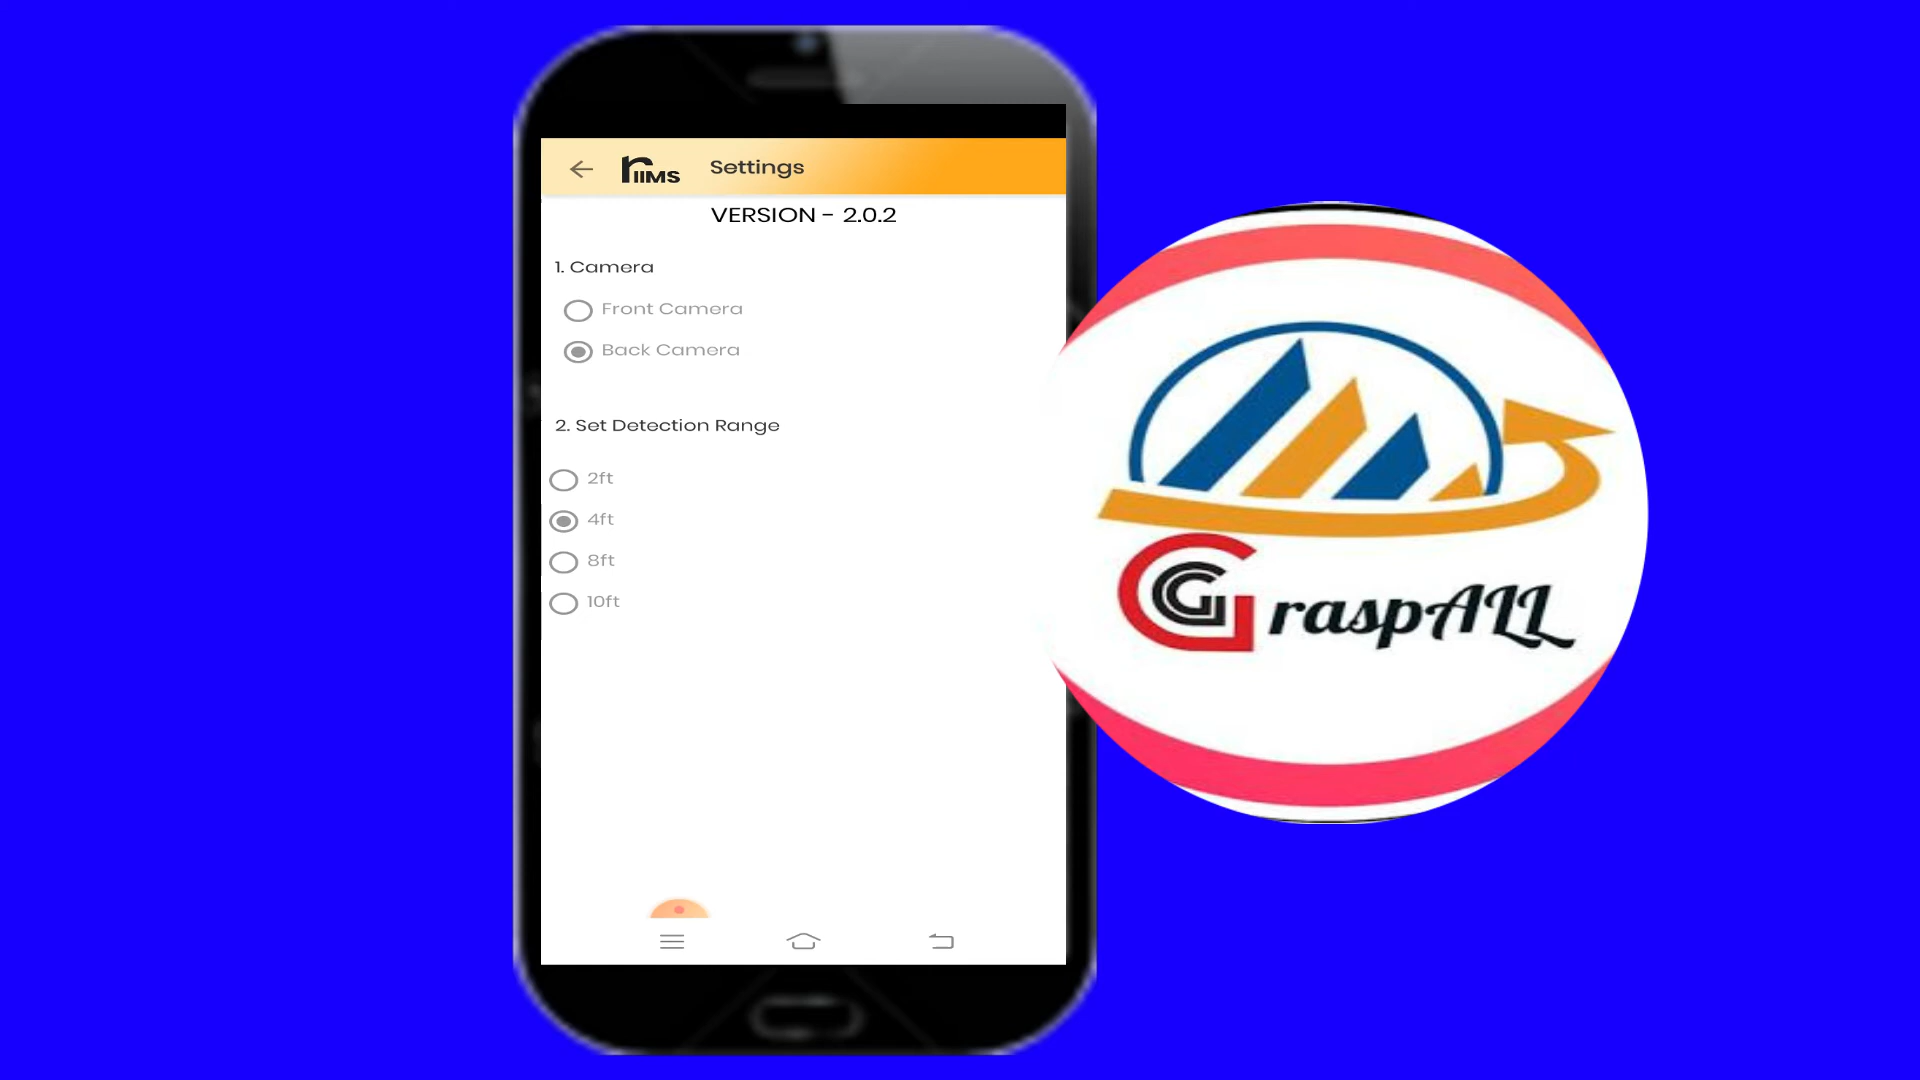 riims Settings
VERSION - 2.0.2
1. Camera
Front Camera
Back Camera
2. Set Detection Range
2ft
4ft
8ft
10ft
GraspALL